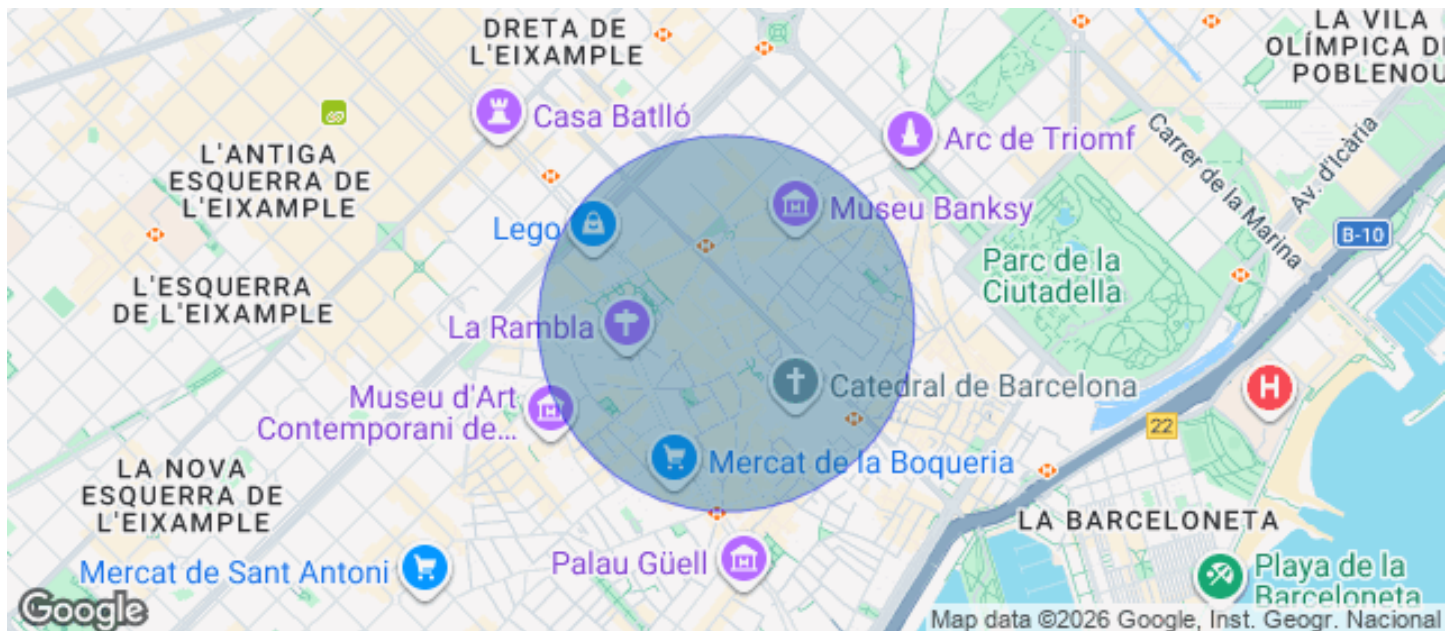 DRETA DE
L'EIXAMPLE
LA VILA
OLÍMPICA D
POBLENOU
Casa Batlló
Arc de Triomf
Carrer de la Marina
Av. d'Icària
L'ANTIGA
ESQUERRA DE
L'EIXAMPLE
Lego
Museu Banksy
B-10
Parc de la
Ciutadella
L'ESQUERRA
DE L'EIXAMPLE
La Rambla
Museu d'Art
Contemporani de...
Catedral de Barcelona
H
22
LA NOVA
ESQUERRA DE
L'EIXAMPLE
Mercat de la Boqueria
LA BARCELONETA
Mercat de Sant Antoni
Palau Güell
Playa de la
Barceloneta
Google
Map data ©2026 Google, Inst. Geogr. Nacional